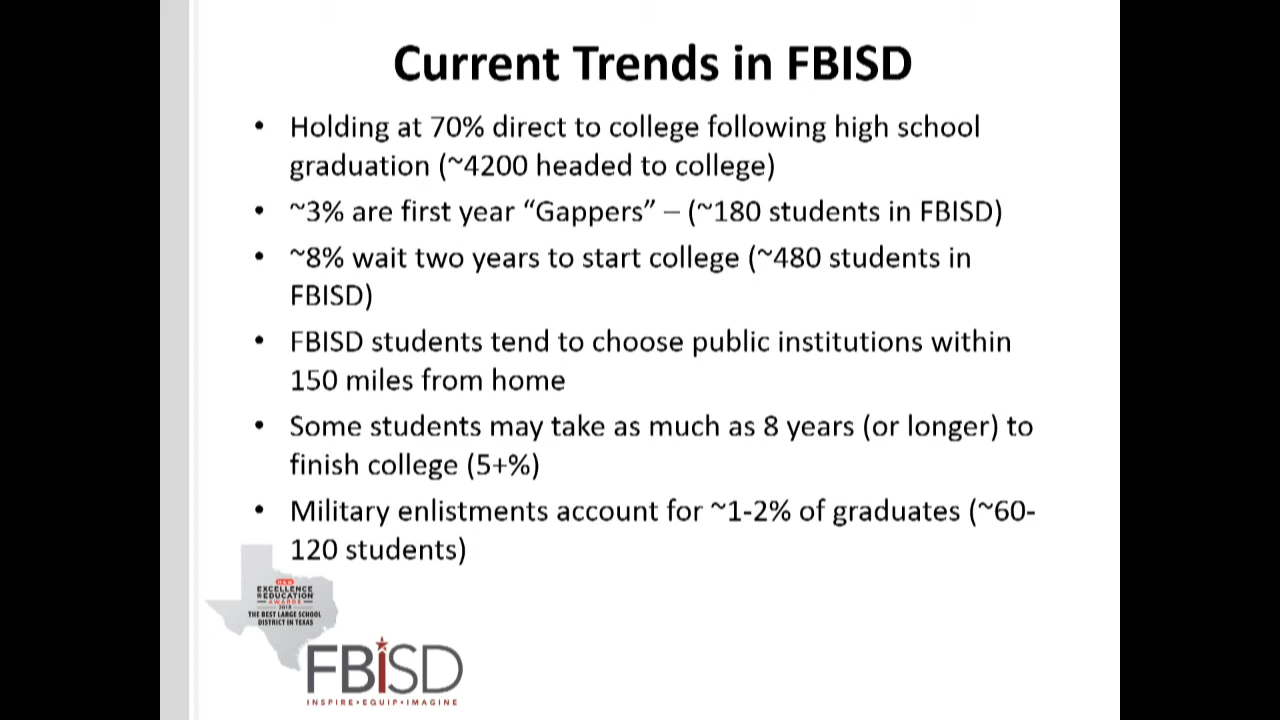 Current Trends in FBISD
• Holding at 70% direct to college following high school
graduation (~4200 headed to college)
• ~3% are first year “Gappers” – (~180 students in FBISD)
• ~8% wait two years to start college (~480 students in
FBISD)
• FBISD students tend to choose public institutions within
150 miles from home
• Some students may take as much as 8 years (or longer) to
finish college (5+%)
• Military enlistments account for ~1-2% of graduates (~60-
120 students)
H-E-B
EXCELLENCE
IN EDUCATION
AWARDS
THE BEST LARGE SCHOOL
DISTRICT IN TEXAS
FBiSD
INSPIRE•EQUIP•IMAGINE